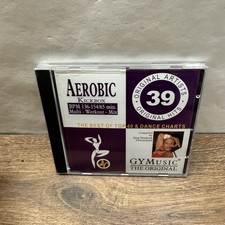 AEROBIC
KICKBOX
BPM 136-154/65 min.
Multi - Workout - Mix
ORIGINAL ARTISTS
39
ORIGINAL HITS
THE BEST OF TOP 40 & DANCE CHARTS
GYMUSIC
THE ORIGINAL